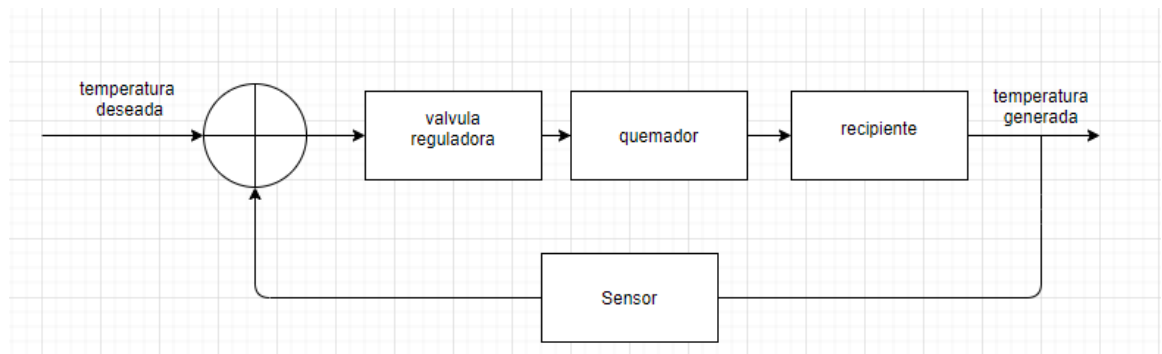 temperatura
deseada
valvula
reguladora
quemador
recipiente
temperatura
generada
Sensor